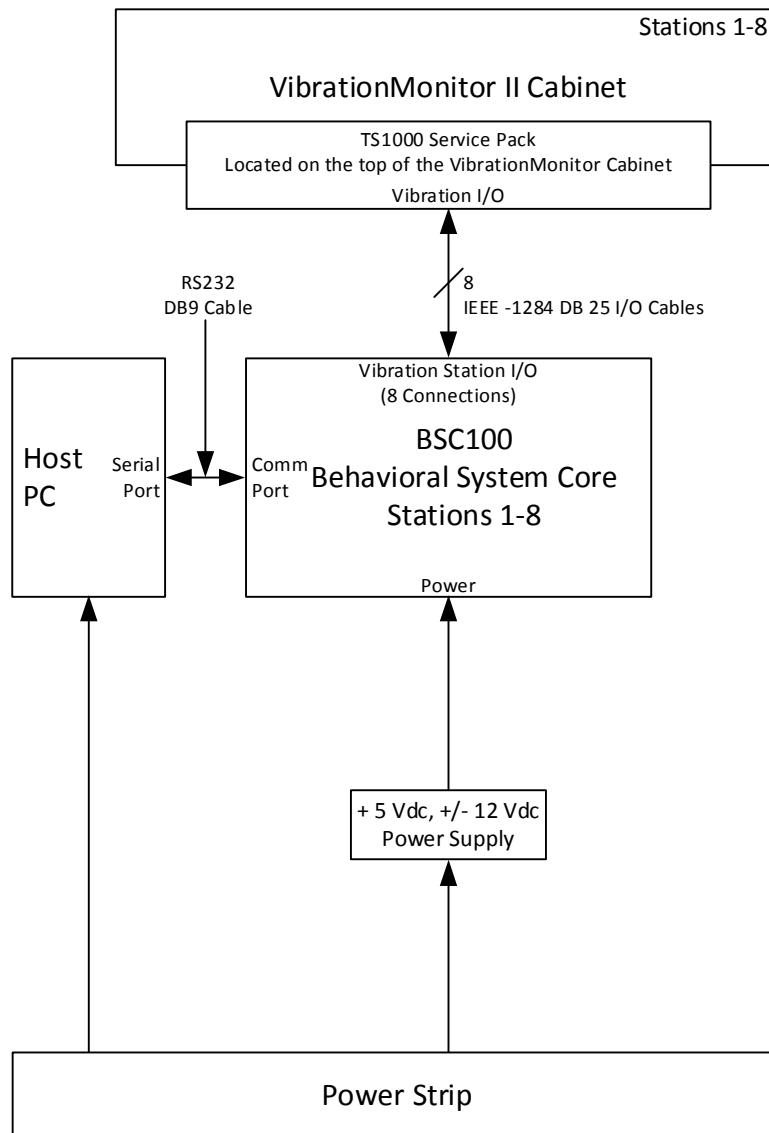 Stations 1-8
VibrationMonitor II Cabinet
TS1000 Service Pack
Located on the top of the VibrationMonitor Cabinet
Vibration I/O
RS232
DB9 Cable
8
IEEE -1284 DB 25 I/O Cables
Host
PC
Serial
Port
Vibration Station I/O
(8 Connections)
BSC100
Behavioral System Core
Stations 1-8
Comm
Port
Power
+ 5 Vdc, +/- 12 Vdc
Power Supply
Power Strip